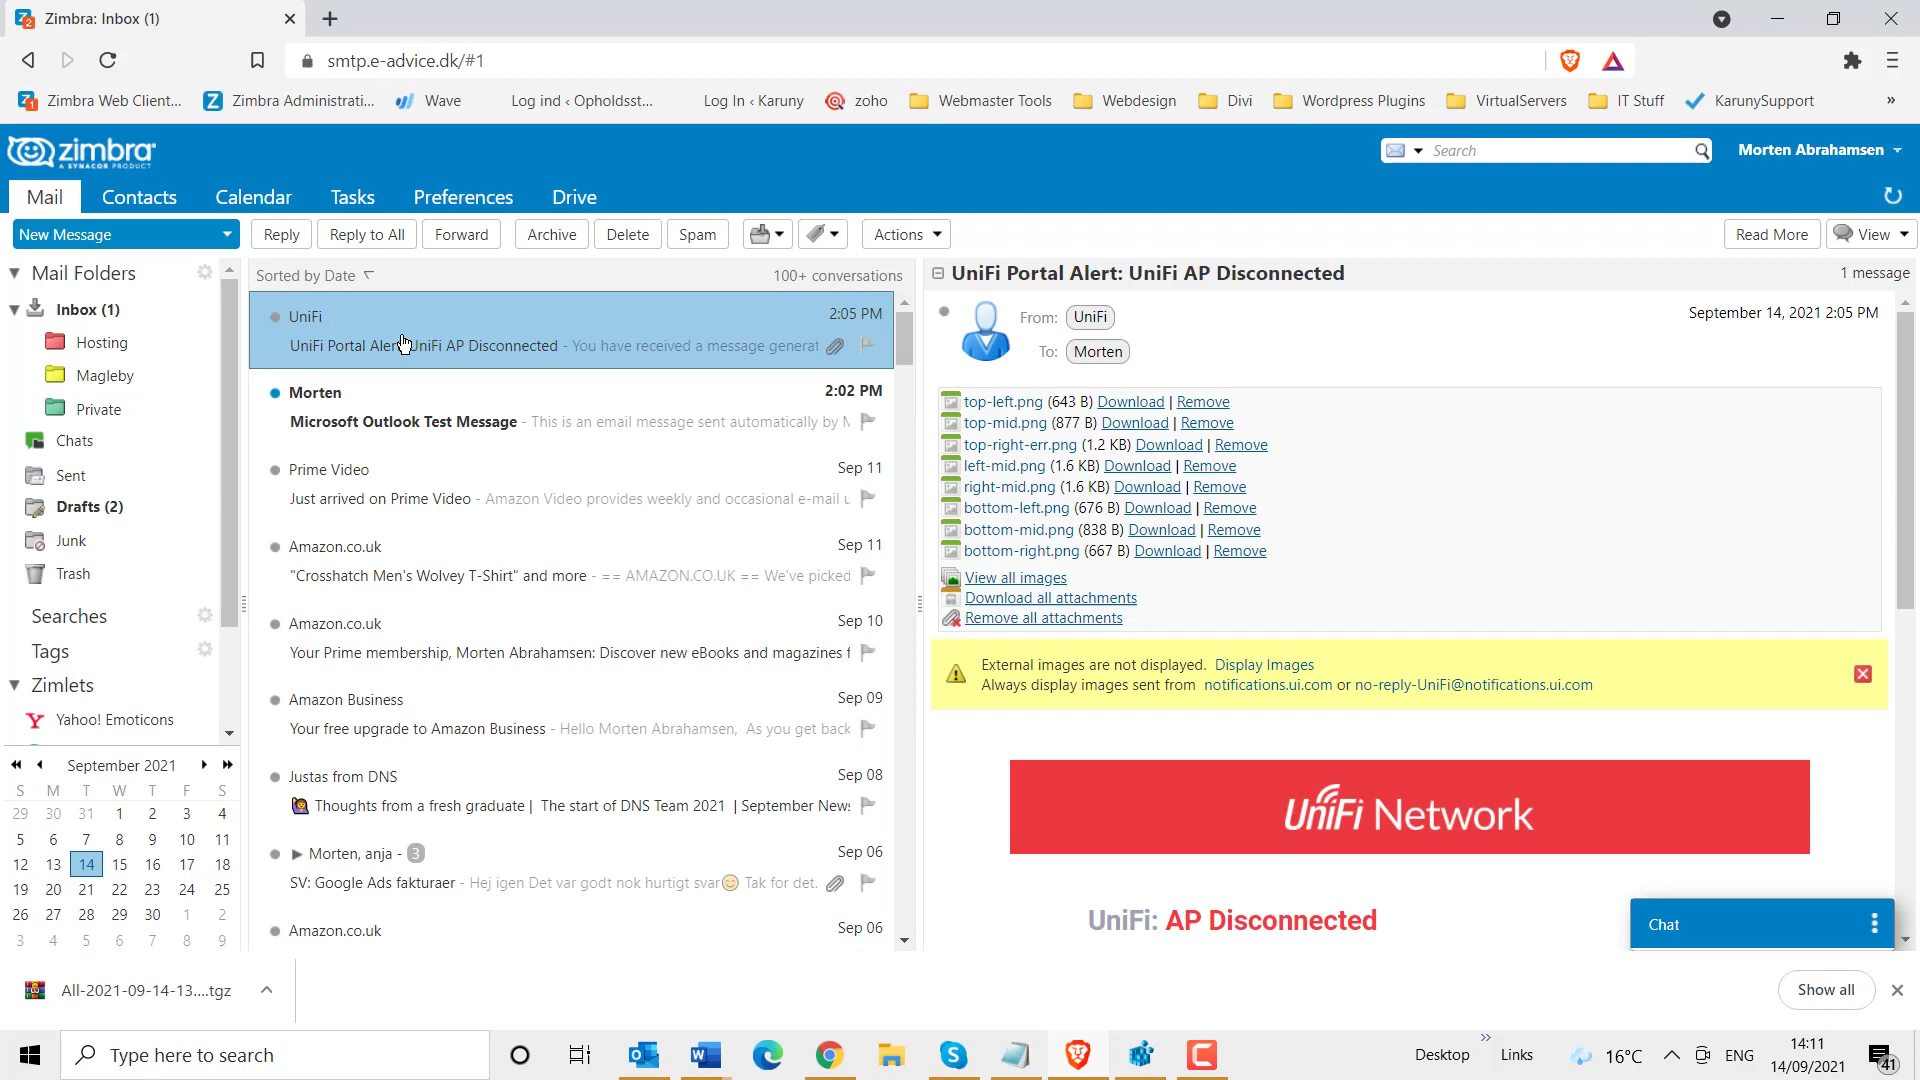 Zimbra: Inbox (1)
smtp.e-advice.dk/#1
Zimbra Web Client...
Zimbra Administrati...
Wave
Log ind ‹ Opholdsst...
Log In ‹ Karuny
zoho
Webmaster Tools
Webdesign
Divi
Wordpress Plugins
VirtualServers
IT Stuff
KarunySupport
»
zimbra
A SYNACOR PRODUCT
Search
Morten Abrahamsen
Mail
Contacts
Calendar
Tasks
Preferences
Drive
New Message
Reply
Reply to All
Forward
Archive
Delete
Spam
Actions
Read More
View
Mail Folders
Inbox (1)
Hosting
Magleby
Private
Chats
Sent
Drafts (2)
Junk
Trash
Searches
Tags
Zimlets
Yahoo! Emoticons
September 2021
S M T W T F S
29 30 31 1 2 3 4
5 6 7 8 9 10 11
12 13 14 15 16 17 18
19 20 21 22 23 24 25
26 27 28 29 30 1 2
3 4 5 6 7 8 9
Sorted by Date
100+ conversations
UniFi 2:05 PM
UniFi Portal Alert: UniFi AP Disconnected - You have received a message generat
Morten 2:02 PM
Microsoft Outlook Test Message - This is an email message sent automatically by M
Prime Video Sep 11
Just arrived on Prime Video - Amazon Video provides weekly and occasional e-mail u
Amazon.co.uk Sep 11
"Crosshatch Men's Wolvey T-Shirt" and more - == AMAZON.CO.UK == We've picked
Amazon.co.uk Sep 10
Your Prime membership, Morten Abrahamsen: Discover new eBooks and magazines f
Amazon Business Sep 09
Your free upgrade to Amazon Business - Hello Morten Abrahamsen, As you get back
Justas from DNS Sep 08
🙋 Thoughts from a fresh graduate | The start of DNS Team 2021 | September News
Morten, anja - 3 Sep 06
SV: Google Ads fakturaer - Hej igen Det var godt nok hurtigt svar😊 Tak for det.
Amazon.co.uk Sep 06
UniFi Portal Alert: UniFi AP Disconnected
1 message
From: UniFi
September 14, 2021 2:05 PM
To: Morten
top-left.png (643 B) Download | Remove
top-mid.png (877 B) Download | Remove
top-right-err.png (1.2 KB) Download | Remove
left-mid.png (1.6 KB) Download | Remove
right-mid.png (1.6 KB) Download | Remove
bottom-left.png (676 B) Download | Remove
bottom-mid.png (838 B) Download | Remove
bottom-right.png (667 B) Download | Remove
View all images
Download all attachments
Remove all attachments
External images are not displayed. Display Images
Always display images sent from notifications.ui.com or no-reply-UniFi@notifications.ui.com
UniFi Network
UniFi: AP Disconnected
Chat
All-2021-09-14-13....tgz
Show all
Type here to search
Desktop
»
Links
16°C
ENG
14:11
14/09/2021
41